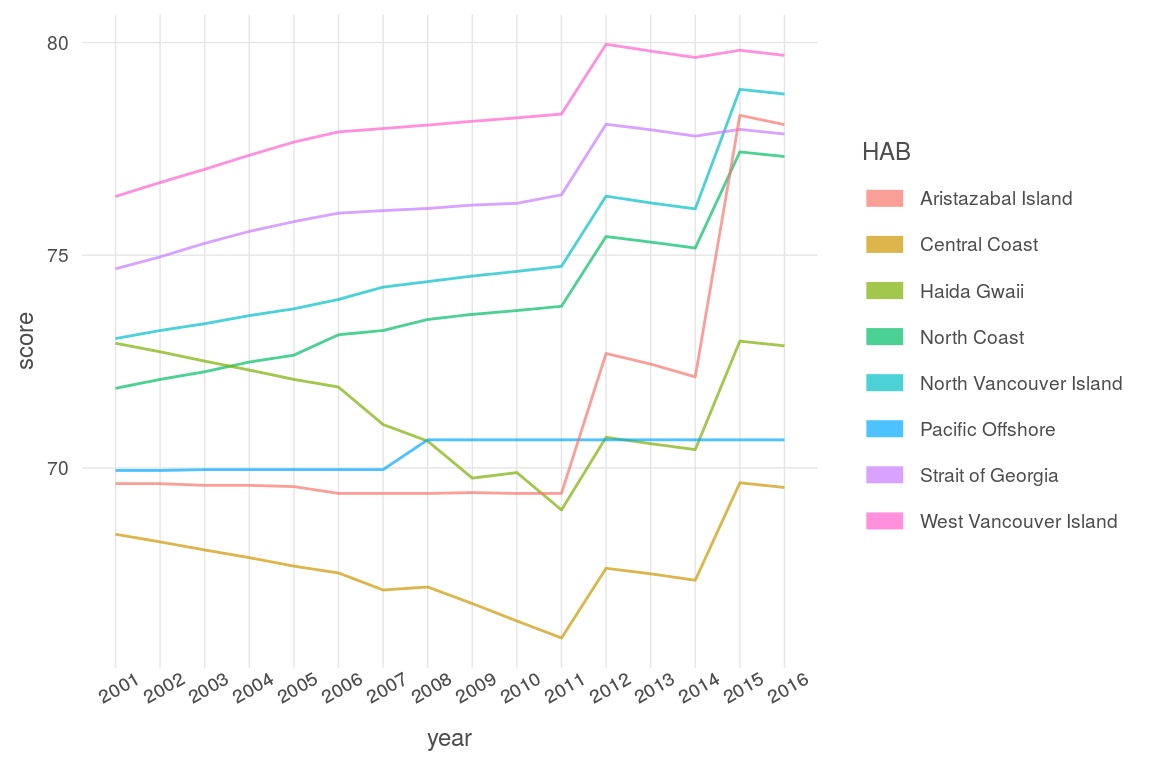 80
75
70
score
2001 2002 2003 2004 2005 2006 2007 2008 2009 2010 2011 2012 2013 2014 2015 2016
year
HAB
Aristazabal Island
Central Coast
Haida Gwaii
North Coast
North Vancouver Island
Pacific Offshore
Strait of Georgia
West Vancouver Island